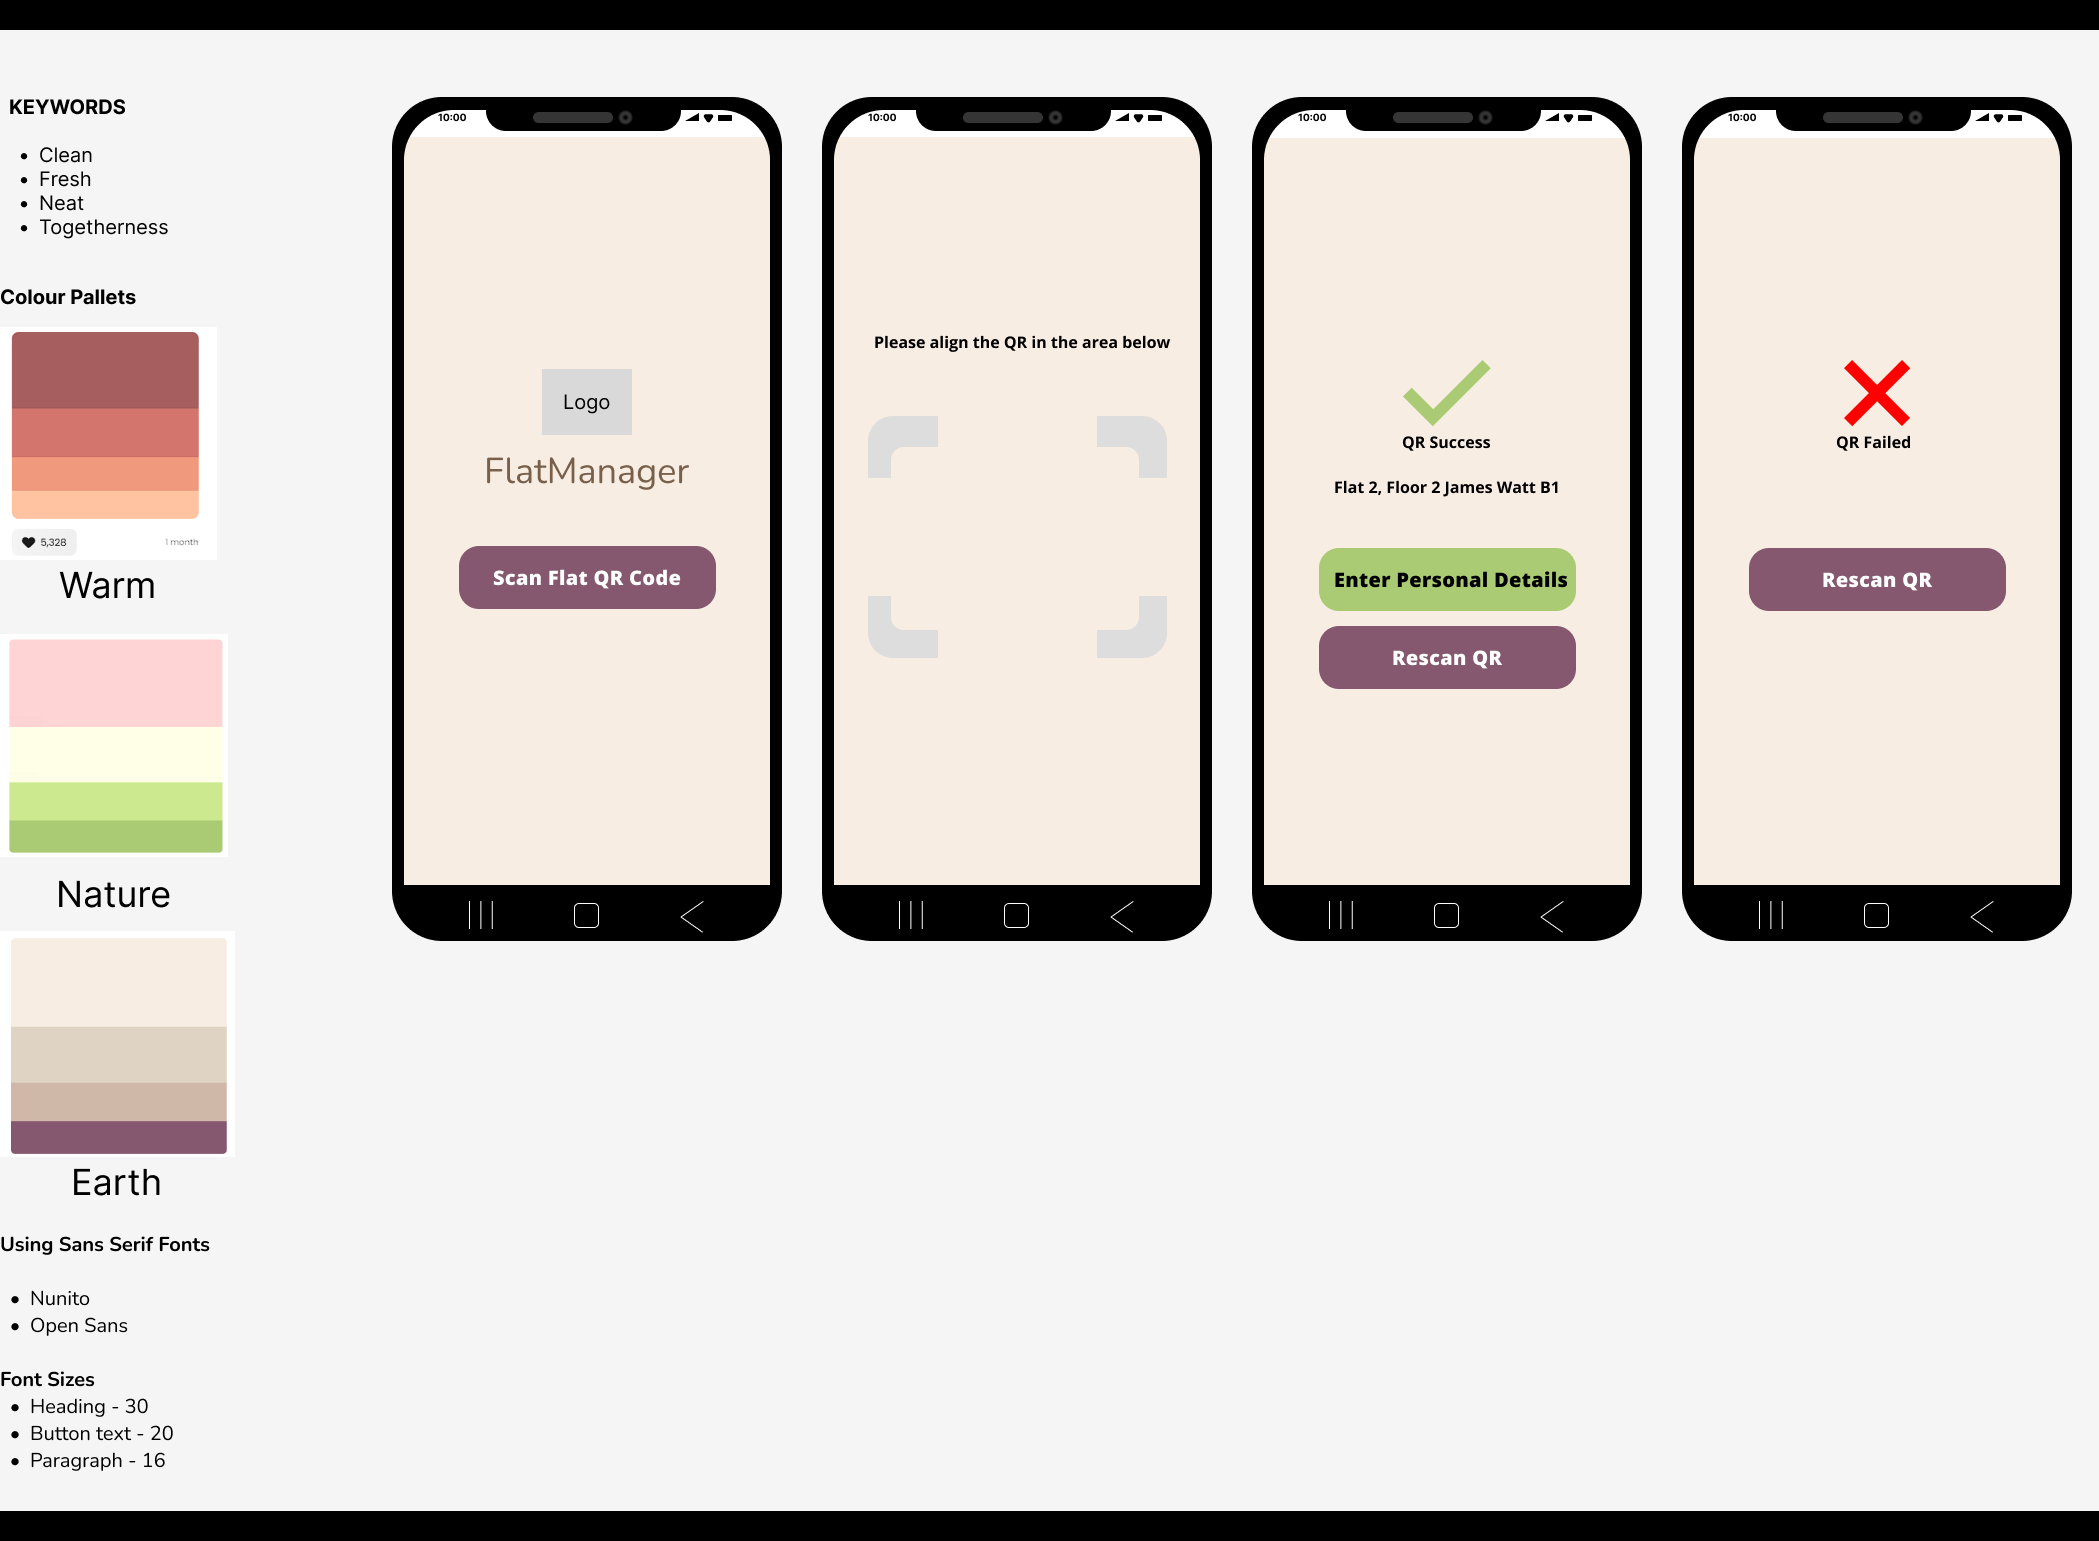 KEYWORDS
Clean
Fresh
Neat
Togetherness
Colour Pallets
5,328
1 month
Warm
Nature
Earth
Using Sans Serif Fonts
Nunito
Open Sans
Font Sizes
Heading - 30
Button text - 20
Paragraph - 16
10:00
Logo
FlatManager
Scan Flat QR Code
10:00
Please align the QR in the area below
10:00
QR Success
Flat 2, Floor 2 James Watt B1
Enter Personal Details
Rescan QR
10:00
QR Failed
Rescan QR